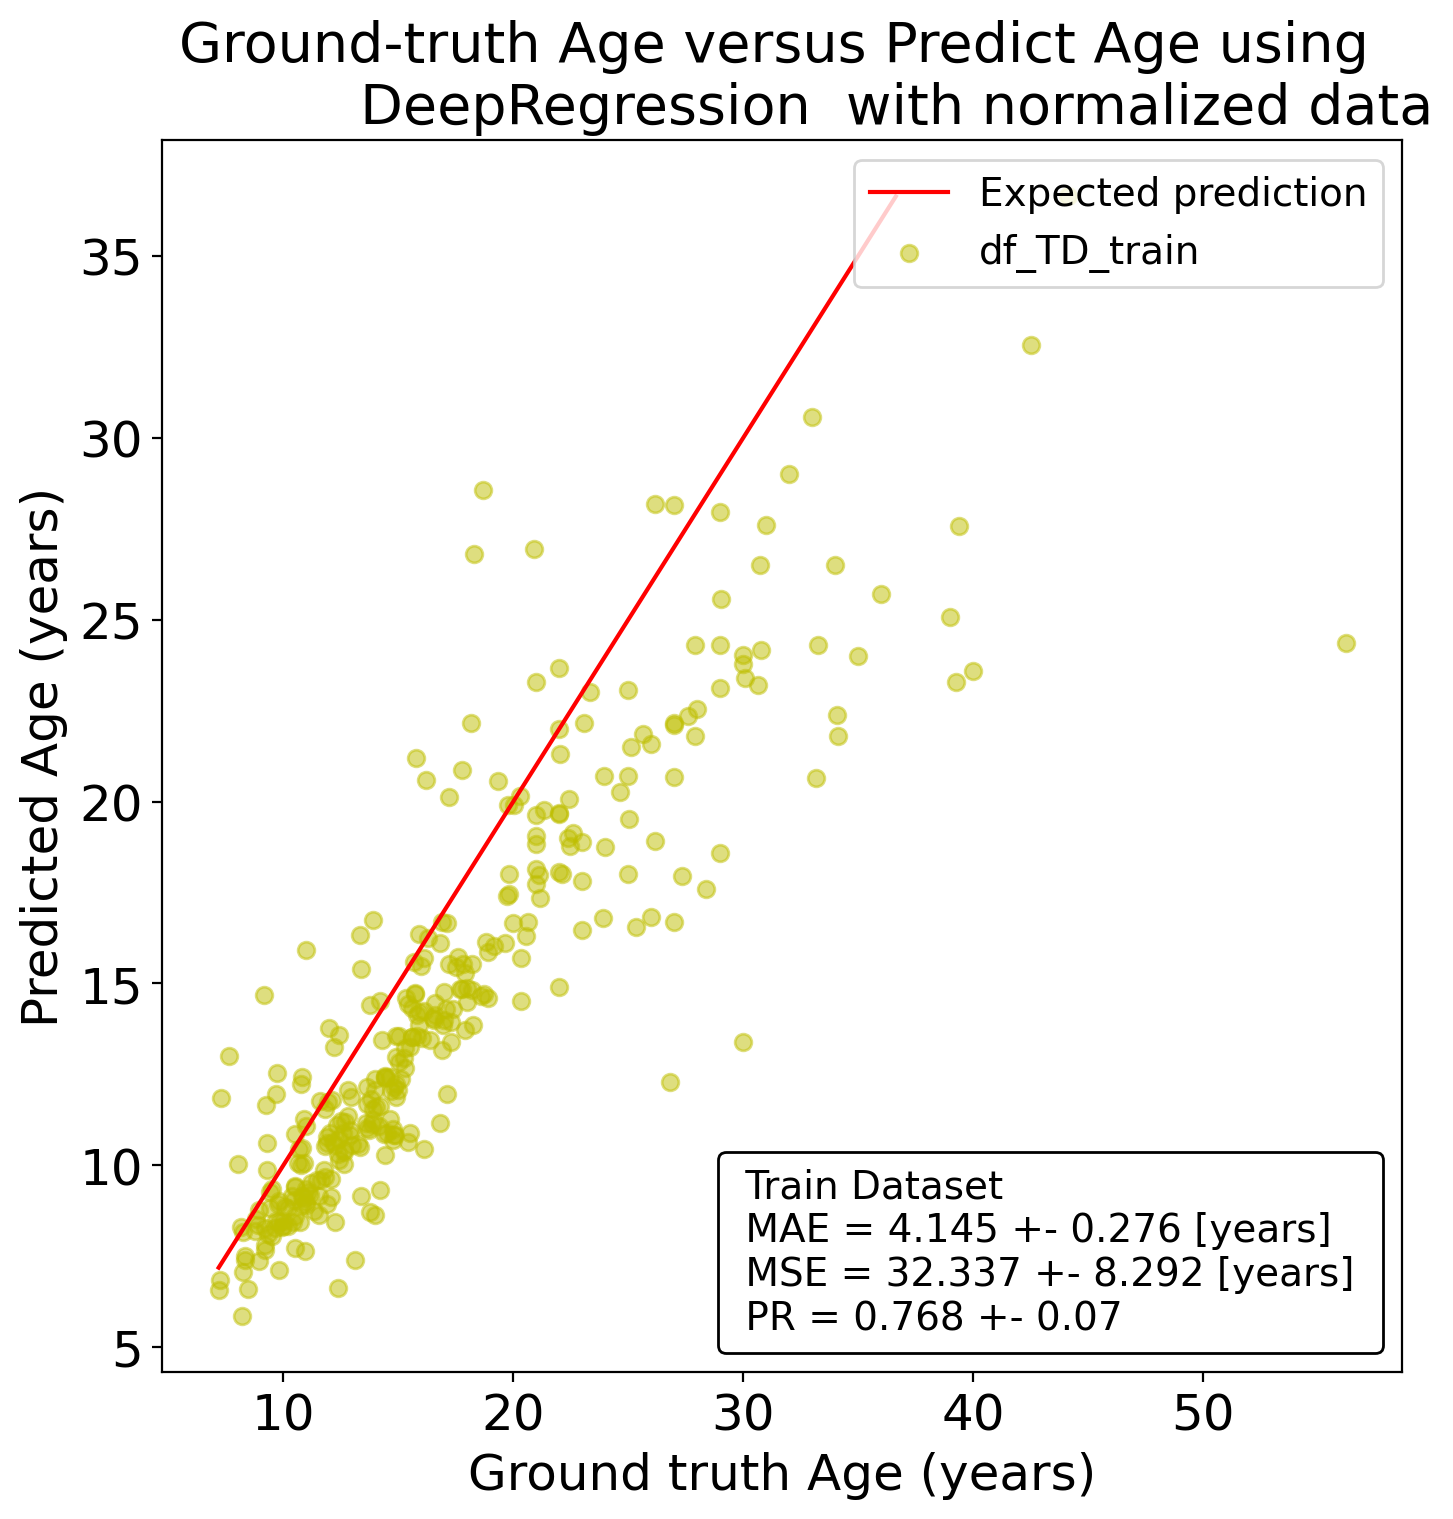 Ground-truth Age versus Predict Age using
DeepRegression  with normalized data
Expected prediction
df_TD_train
35
30
25
20
15
10
5
Predicted Age (years)
Train Dataset
MAE = 4.145 +- 0.276 [years]
MSE = 32.337 +- 8.292 [years]
PR = 0.768 +- 0.07
10 20 30 40 50
Ground truth Age (years)